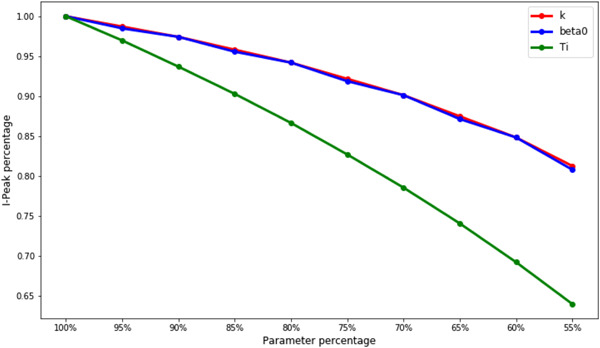 1.00
0.95
0.90
0.85
0.80
0.75
0.70
0.65
I-Peak percentage
k
beta0
Ti
100% 95% 90% 85% 80% 75% 70% 65% 60% 55%
Parameter percentage